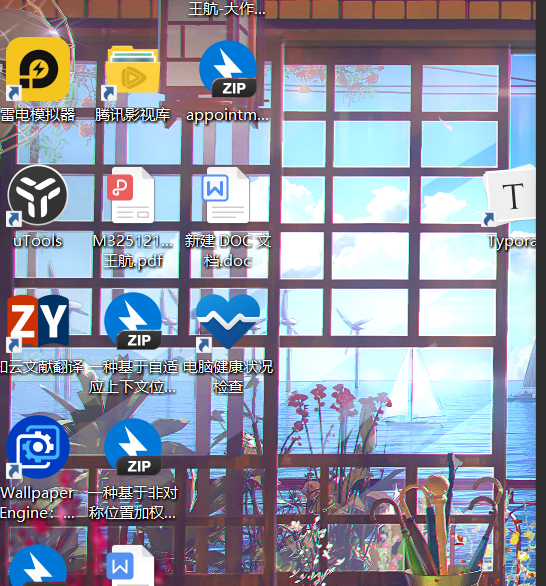 王航-大作...
雷电模拟器
腾讯影视库
ZIP
appointm...
uTools
M325121...
王航.pdf
W
新建 DOC 文
档.doc
T
Typora
ZY
知云文献翻译
ZIP
一种基于自适
应上下文位...
电脑健康状况
检查
Wallpaper
Engine: ...
ZIP
一种基于非对
称位置加权...
W